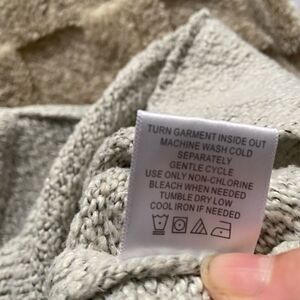 TURN GARMENT INSIDE OUT
MACHINE WASH COLD
SEPARATELY
GENTLE CYCLE
USE ONLY NON-CHLORINE
BLEACH WHEN NEEDED
TUMBLE DRY LOW
COOL IRON IF NEEDED